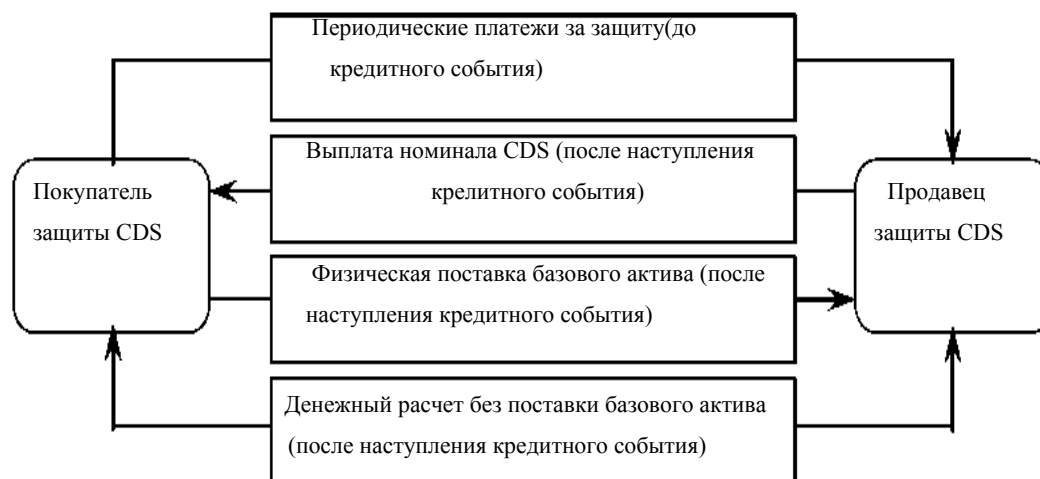 Периодические платежи за защиту(до
кредитного события)
Выплата номинала CDS (после наступления
крелитного события)
Покупатель
защиты CDS
Продавец
защиты CDS
Физическая поставка базового актива (после
наступления кредитного события)
Денежный расчет без поставки базового актива
(после наступления кредитного события)